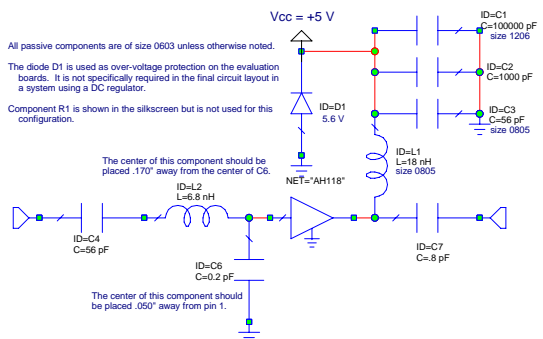 Vcc = +5 V
ID=C1
C=100000 pF
size 1206
All passive components are of size 0603 unless otherwise noted.
The diode D1 is used as over-voltage protection on the evaluation
boards. It is not specifically required in the final circuit layout in
a system using a DC regulator.
Component R1 is shown in the silkscreen but is not used for this
configuration.
ID=C2
C=1000 pF
ID=D1
5.6 V
ID=C3
C=56 pF
size 0805
ID=L1
L=18 nH
size 0805
The center of this component should be
placed .170" away from the center of C6.
ID=L2
L=6.8 nH
NET="AH118"
ID=C4
C=56 pF
ID=C6
C=0.2 pF
ID=C7
C=.8 pF
The center of this component should
be placed .050" away from pin 1.